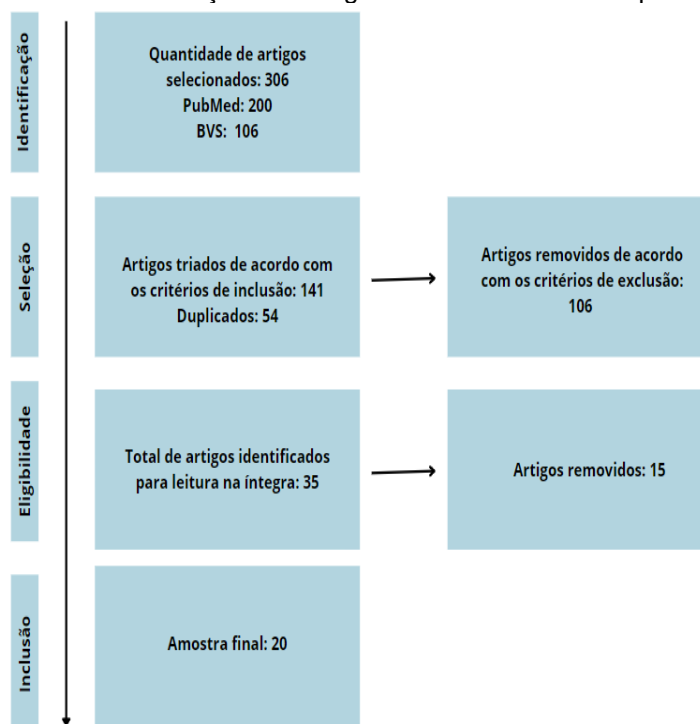 Identificação
Quantidade de artigos
selecionados: 306
PubMed: 200
BVS: 106
Seleção
Artigos triados de acordo com
os critérios de inclusão: 141
Duplicados: 54
Artigos removidos de acordo
com os critérios de exclusão:
106
Eligibilidade
Total de artigos identificados
para leitura na íntegra: 35
Artigos removidos: 15
Inclusão
Amostra final: 20